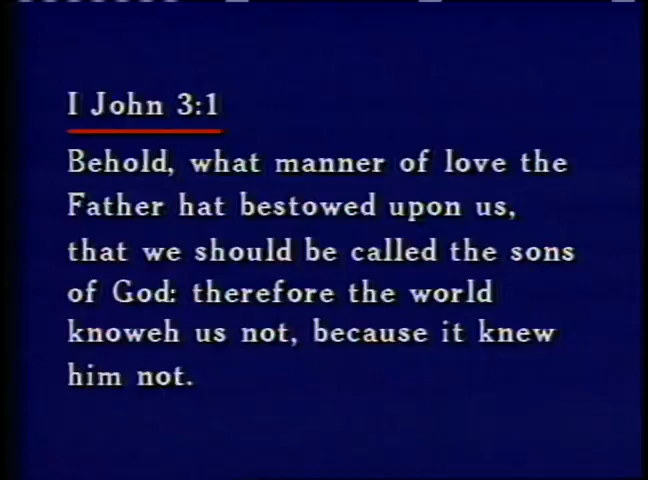 I John 3:1
Behold, what manner of love the
Father hat bestowed upon us,
that we should be called the sons
of God: therefore the world
knoweh us not, because it knew
him not.